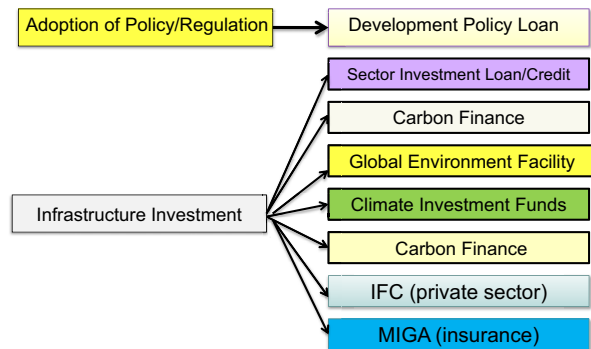 Adoption of Policy/Regulation
Development Policy Loan
Sector Investment Loan/Credit
Carbon Finance
Global Environment Facility
Infrastructure Investment
Climate Investment Funds
Carbon Finance
IFC (private sector)
MIGA (insurance)